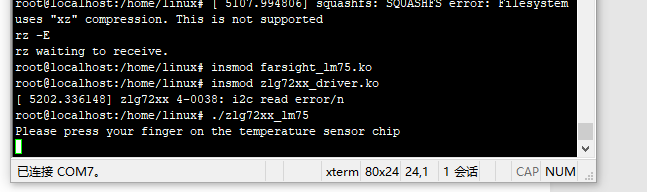 root@localhost:/home/linux# [ 5107.994806] squashfs: SQUASHFS error: Filesystem
uses "xz" compression. This is not supported
rz -E
rz waiting to receive.
root@localhost:/home/linux# insmod farsight_lm75.ko
root@localhost:/home/linux# insmod zlg72xx_driver.ko
[ 5202.336148] zlg72xx 4-0038: i2c read error/n
root@localhost:/home/linux# ./zlg72xx_lm75
Please press your finger on the temperature sensor chip
已连接 COM7。 xterm 80x24 24,1 1 会话 CAP NUM